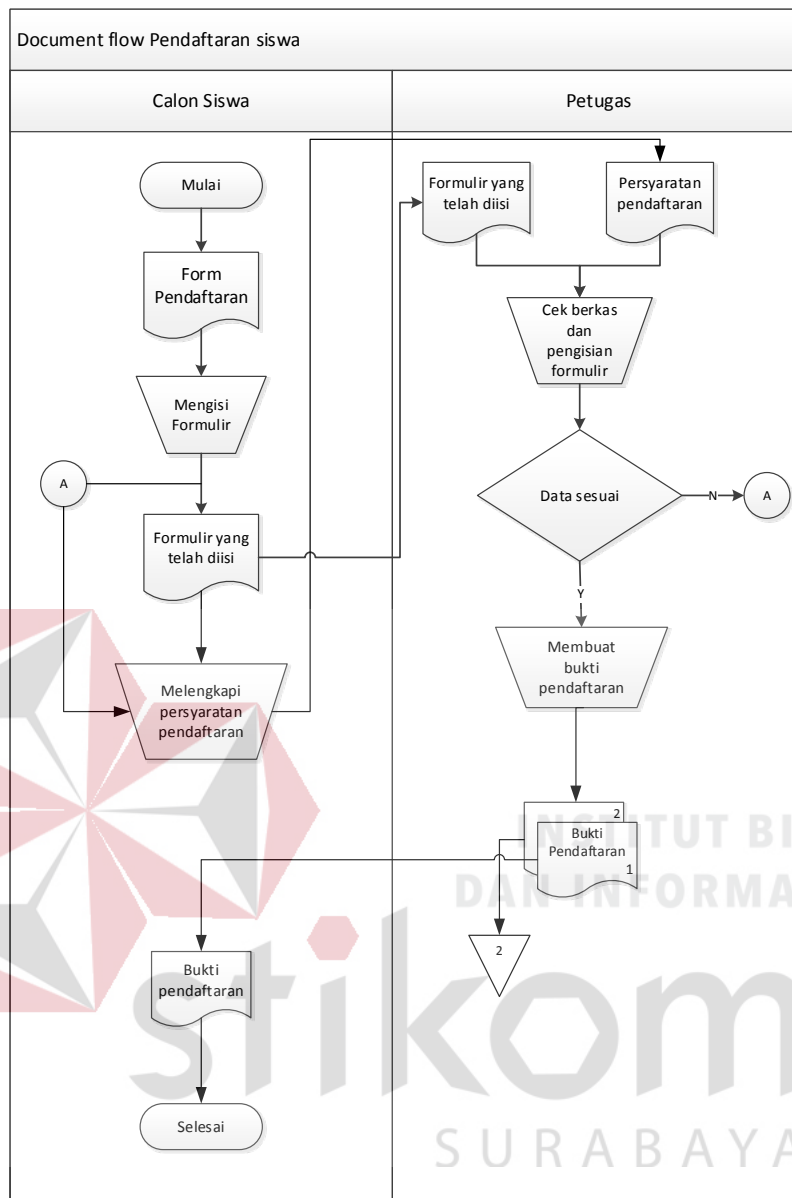 Document flow Pendaftaran siswa
Calon Siswa
Petugas
Mulai
Form
Pendaftaran
Mengisi
Formulir
A
Formulir yang
telah diisi
Melengkapi
persyaratan
pendaftaran
Bukti
pendaftaran
Selesai
Formulir yang
telah diisi
Persyaratan
pendaftaran
Cek berkas
dan
pengisian
formulir
Data sesuai
N
A
Y
Membuat
bukti
pendaftaran
2
Bukti
Pendaftaran
1
2
INSTITUT BI
DAN INFORMA
stikom
SURABAYA